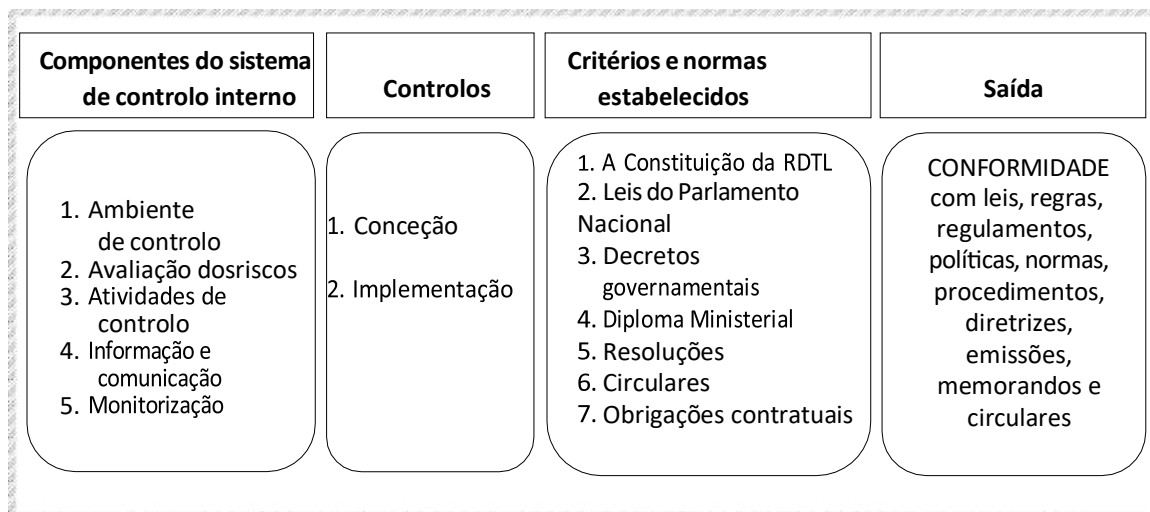 Componentes do sistema
de controlo interno
Controlos
Critérios e normas
estabelecidos
Saída
1. Ambiente
de controlo
2. Avaliação dosriscos
3. Atividades de
controlo
4. Informação e
comunicação
5. Monitorização
1. Conceção
2. Implementação
1. A Constituição da RDTL
2. Leis do Parlamento
Nacional
3. Decretos
governamentais
4. Diploma Ministerial
5. Resoluções
6. Circulares
7. Obrigações contratuais
CONFORMIDADE
com leis, regras,
regulamentos,
políticas, normas,
procedimentos,
diretrizes,
emissões,
memorandos e
circulares